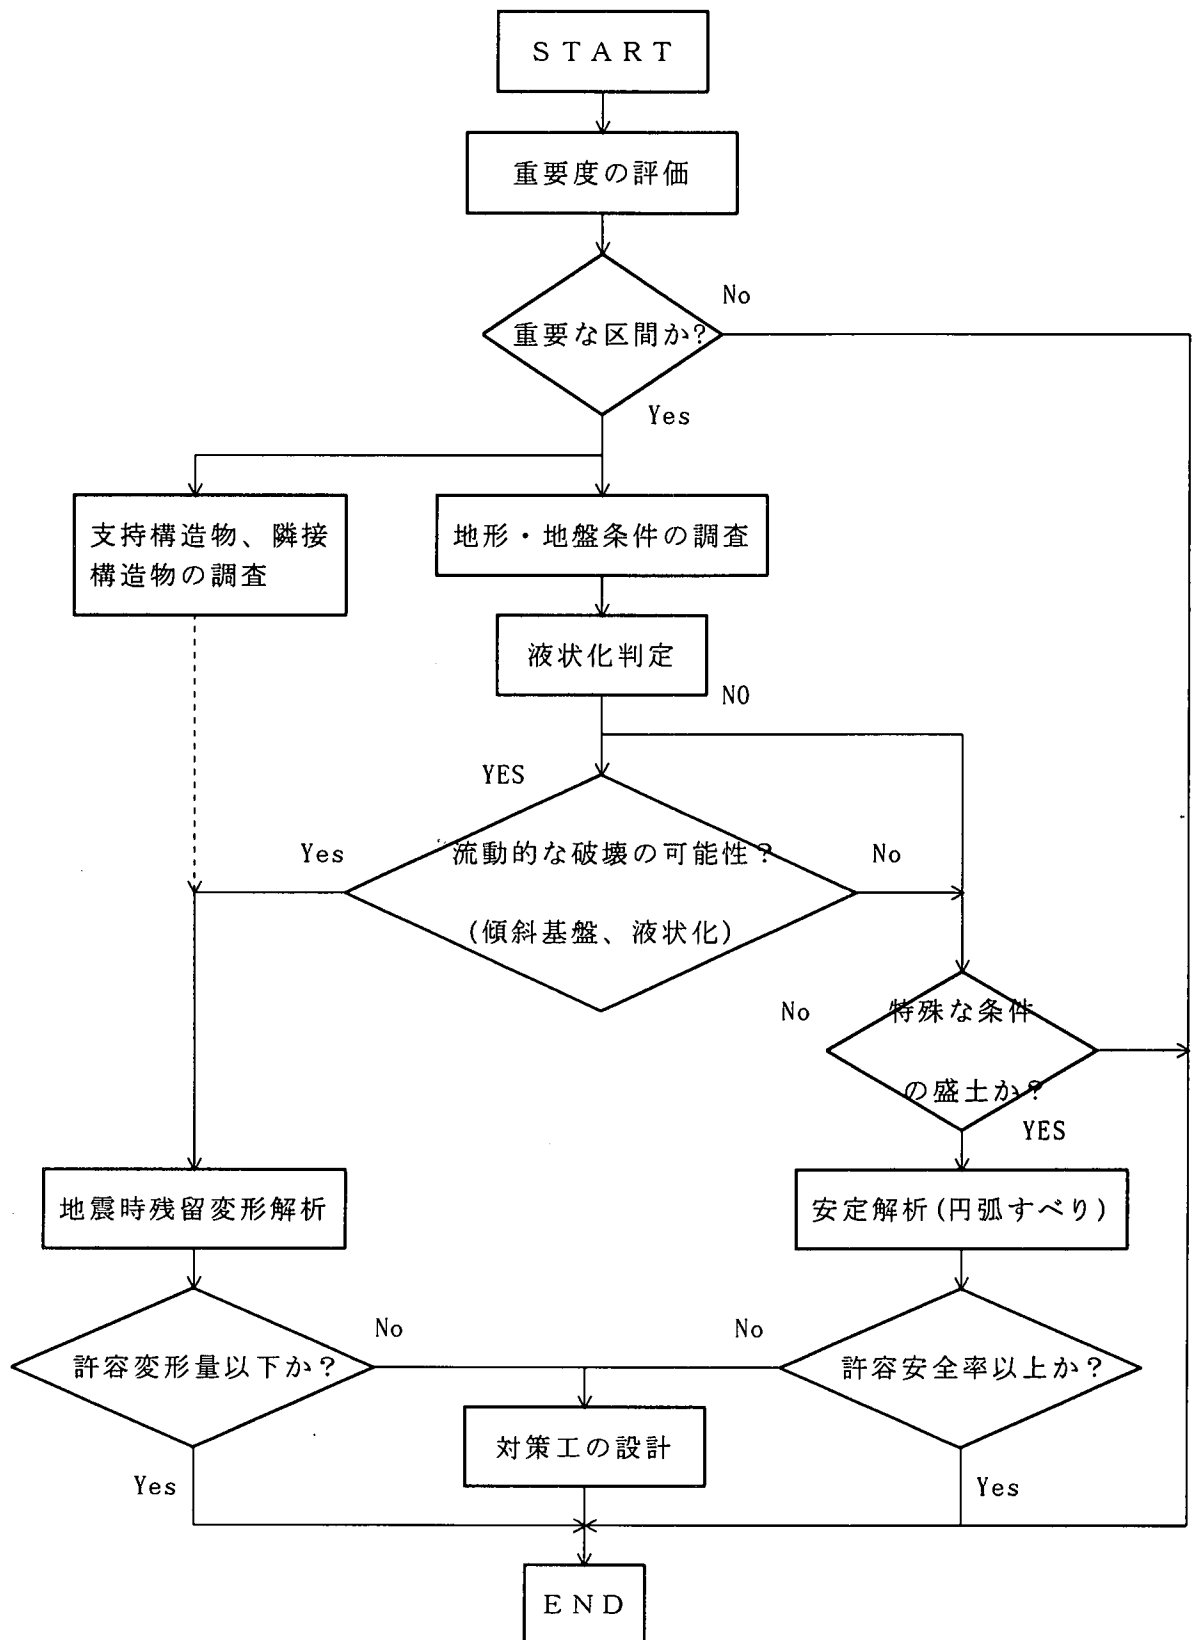 START
重要度の評価
No
重要な区間か?
Yes
支持構造物、隣接
構造物の調査
地形・地盤条件の調査
液状化判定
NO
YES
Yes
流動的な破壊の可能性?
No
(傾斜基盤、液状化)
No
特殊な条件
の盛土か?
YES
地震時残留変形解析
安定解析(円弧すべり)
No
No
許容変形量以下か?
許容安全率以上か?
対策工の設計
Yes
Yes
END